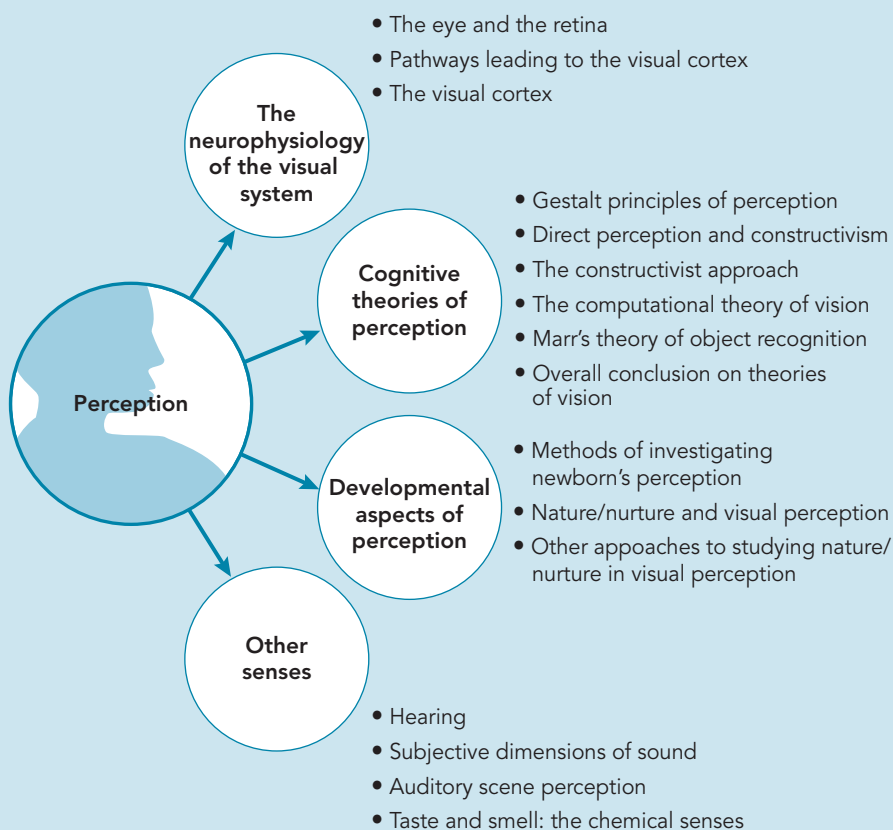 • The eye and the retina
• Pathways leading to the visual cortex
• The visual cortex
The
neurophysiology
of the visual
system
• Gestalt principles of perception
• Direct perception and constructivism
• The constructivist approach
• The computational theory of vision
• Marr's theory of object recognition
• Overall conclusion on theories
of vision
Cognitive
theories of
perception
Perception
• Methods of investigating
newborn's perception
• Nature/nurture and visual perception
• Other appoaches to studying nature/
nurture in visual perception
Developmental
aspects of
perception
Other
senses
• Hearing
• Subjective dimensions of sound
• Auditory scene perception
• Taste and smell: the chemical senses